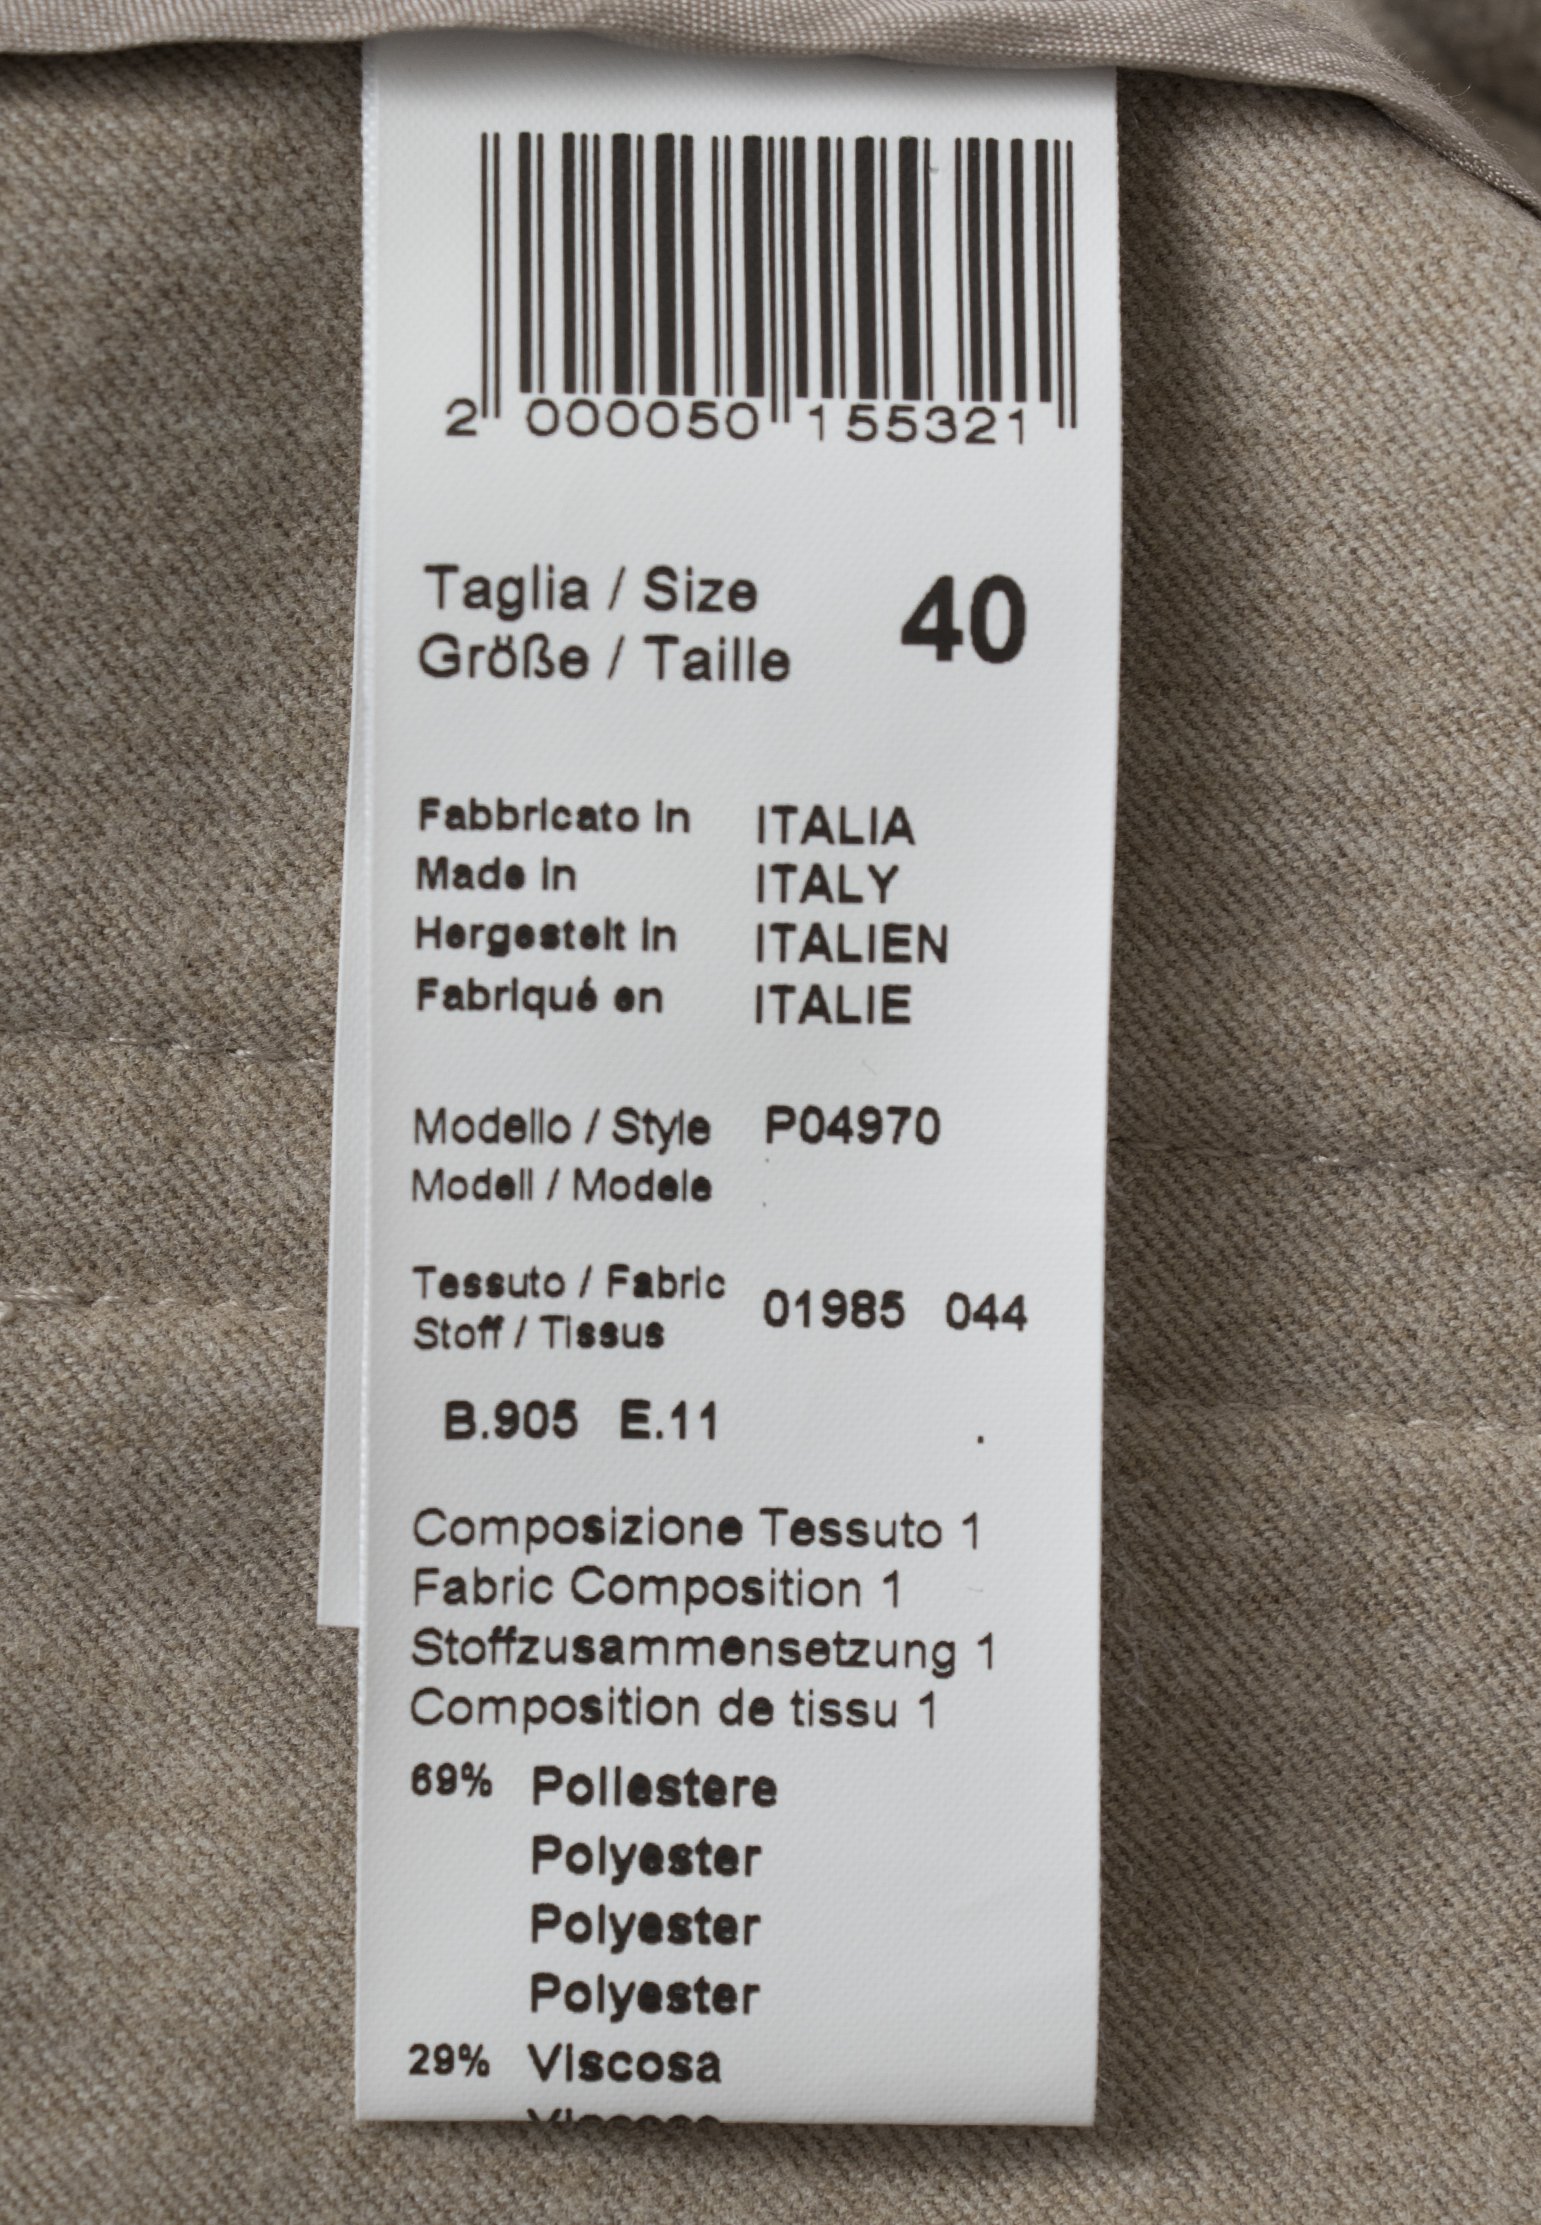 2 000050 155321
Taglia / Size
Größe / Taille
40
Fabbricato in ITALIA
Made in ITALY
Hergestelt in ITALIEN
Fabriqué en ITALIE
Modello / Style P04970
Modell / Modele
Tessuto / Fabric
Stoff / Tissus
01985 044
B.905 E.11
Composizione Tessuto 1
Fabric Composition 1
Stoffzusammensetzung 1
Composition de tissu 1
69% Poliestere
Polyester
Polyester
Polyester
29% Viscosa